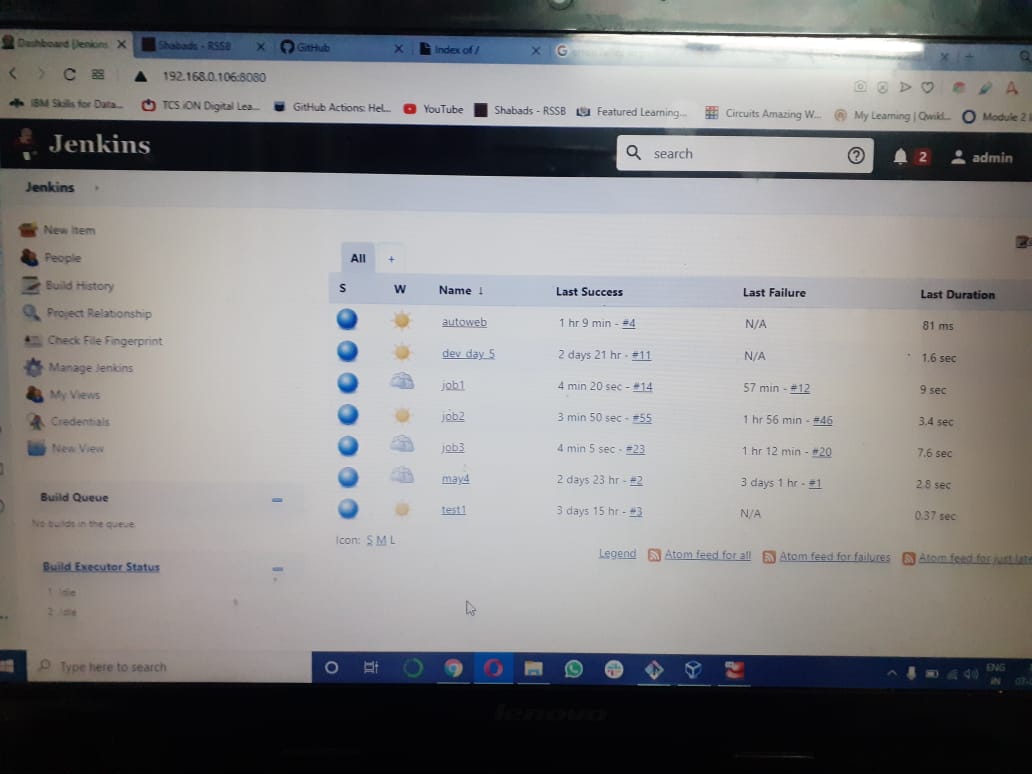 Dashboard [Jenkins] Shabads - RSSB GitHub Index of /
192.168.0.106:8080
IBM Skills for Data... TCS iON Digital Lea... GitHub Actions: Hel... YouTube Shabads - RSSB Featured Learning... Circuits Amazing W... My Learning | Qwikl... Module 2
Jenkins search 2 admin
Jenkins
New Item
People
Build History
Project Relationship
Check File Fingerprint
Manage Jenkins
My Views
Credentials
New View
Build Queue
No builds in the queue.
Build Executor Status
1 Idle
2 Idle
All +
S W Name ↓ Last Success Last Failure Last Duration
autoweb 1 hr 9 min - #4 N/A 81 ms
dev day 5 2 days 21 hr - #11 N/A 1.6 sec
job1 4 min 20 sec - #14 57 min - #12 9 sec
job2 3 min 50 sec - #55 1 hr 56 min - #46 3.4 sec
job3 4 min 5 sec - #23 1 hr 12 min - #20 7.6 sec
may4 2 days 23 hr - #2 3 days 1 hr - #1 2.8 sec
test1 3 days 15 hr - #3 N/A 0.37 sec
Icon: S M L
Legend Atom feed for all Atom feed for failures Atom feed for just late
Type here to search ENG
IN
lenovo